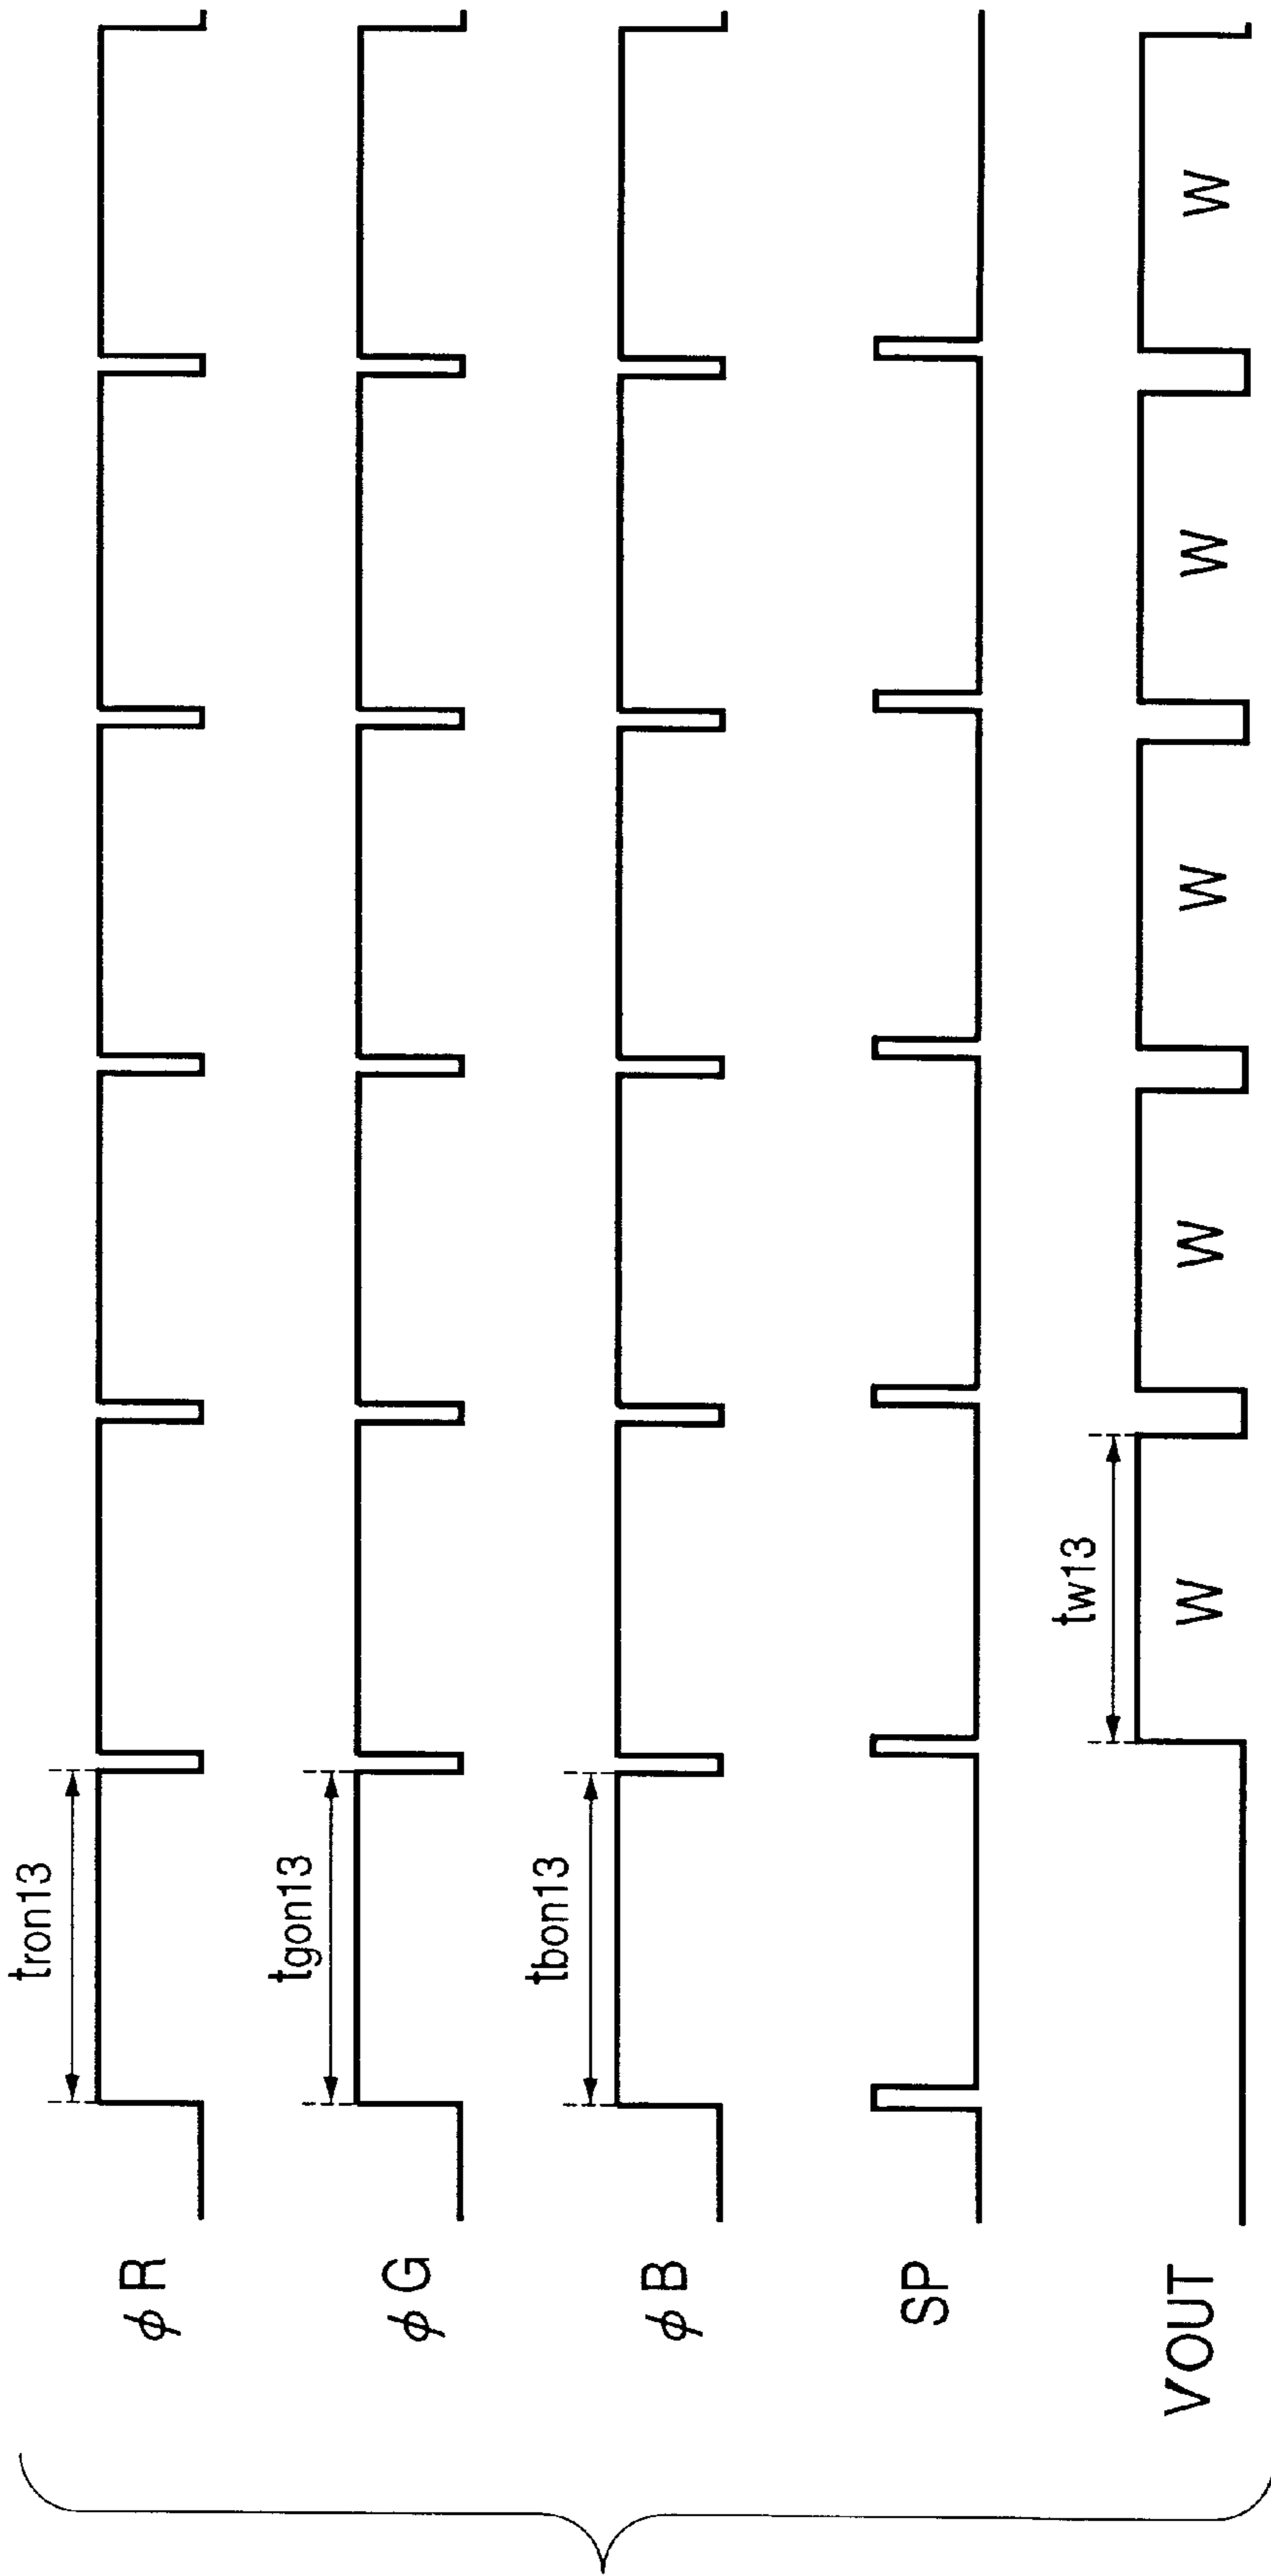 φR
tron13
φG
tgon13
φB
tbon13
SP
VOUT
tw13
W W W W W